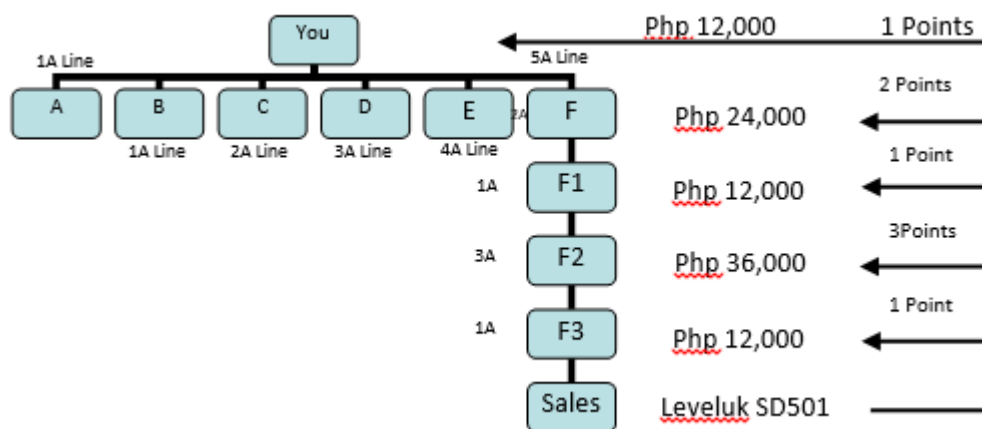 You
Php 12,000
1 Points
1A Line
5A Line
A
B
C
D
E
2A
F
Php 24,000
2 Points
1A Line
2A Line
3A Line
4A Line
1A
F1
Php 12,000
1 Point
3A
F2
Php 36,000
3Points
1A
F3
Php 12,000
1 Point
Sales
Leveluk SD501